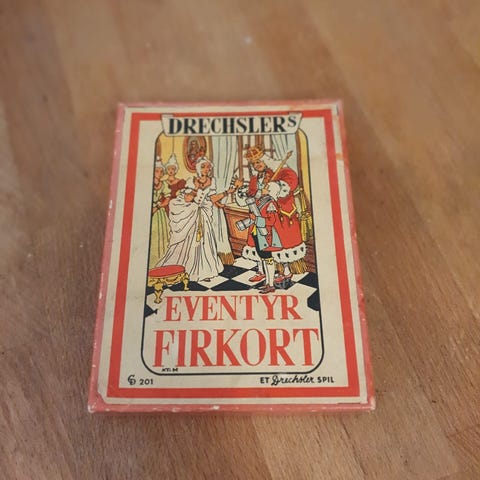 DRECHSLERS
EVENTYR
FIRKORT
201
ET Drechsler SPIL